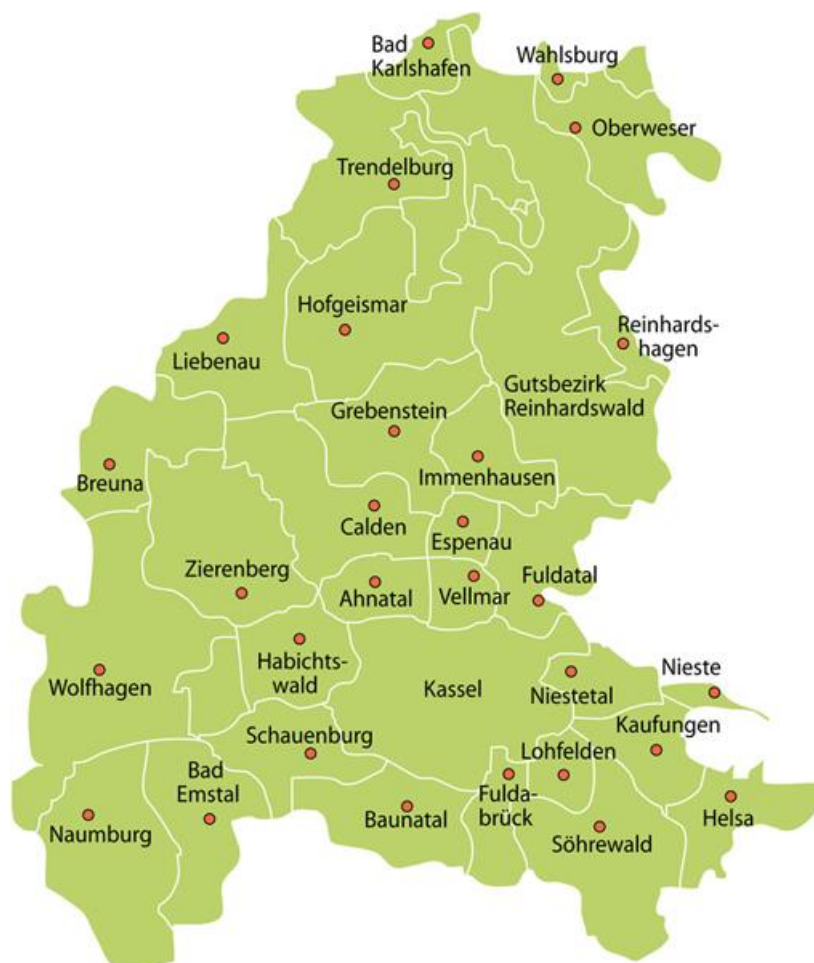 Bad
Karlshafen
Wahlsburg
Oberweser
Trendelburg
Hofgeismar
Reinhards-
hagen
Liebenau
Gutsbezirk
Reinhardswald
Grebenstein
Immenhausen
Breuna
Calden
Espenau
Zierenberg
Ahnatal
Vellmar
Fuldatal
Habichts-
wald
Wolfhagen
Kassel
Niestetal
Nieste
Kaufungen
Schauenburg
Lohfelden
Bad
Emstal
Fulda-
brück
Naumburg
Baunatal
Söhrewald
Helsa